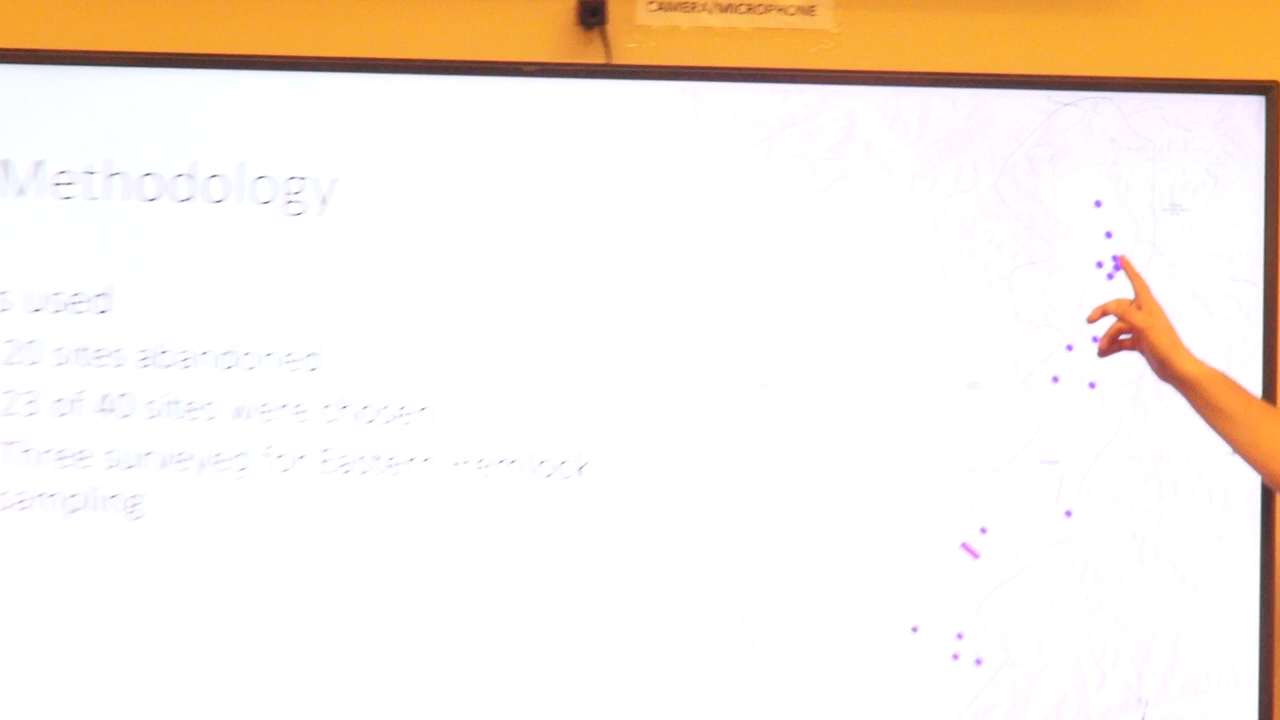 CAMERA/MICROPHONE
Methodology
s used
20 sites abandoned
23 of 40 sites were chosen
Three surveyed for Eastern Hemlock
sampling